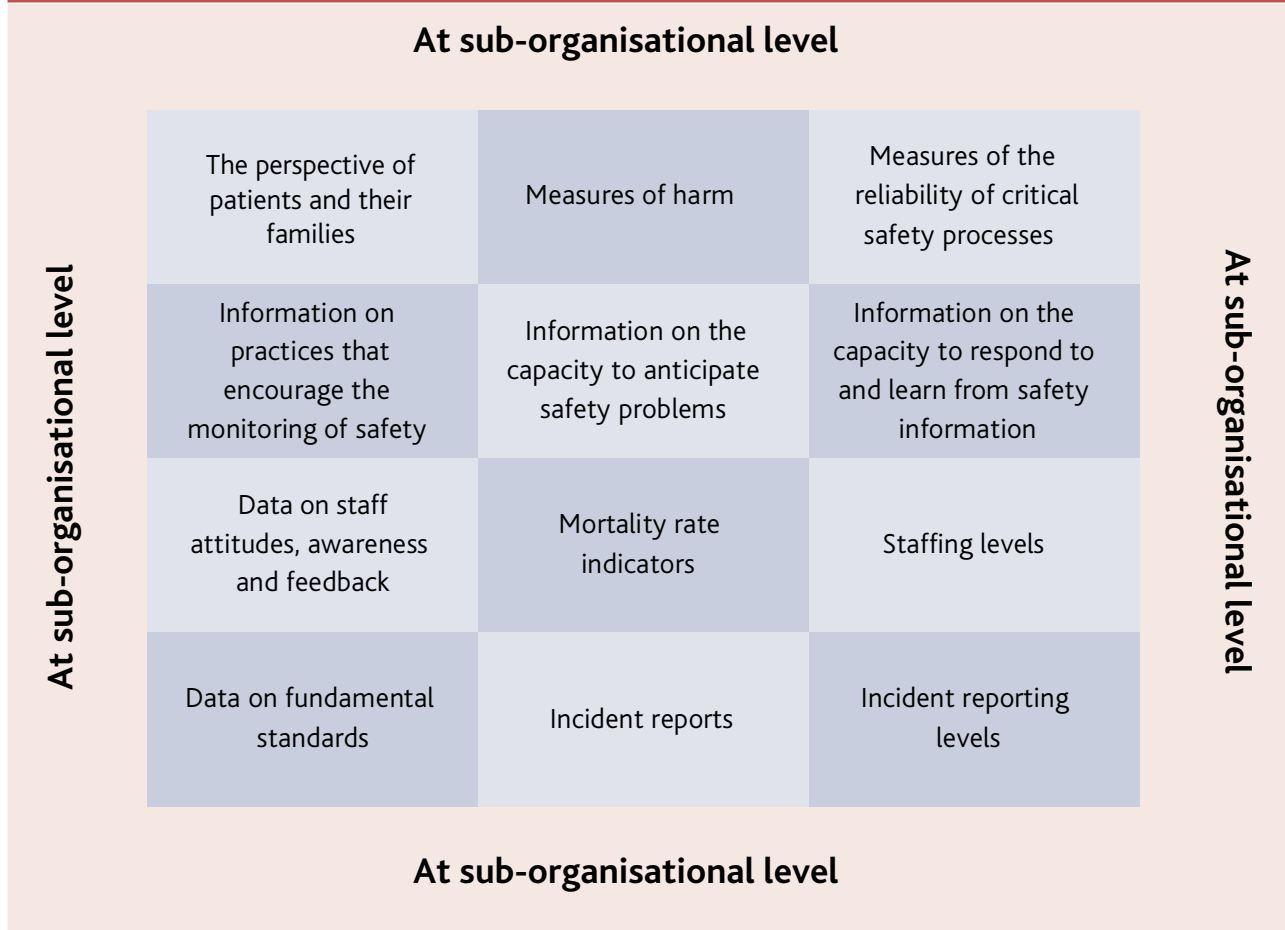 At sub-organisational level
At sub-organisational level
The perspective of
patients and their
families
Measures of harm
Measures of the
reliability of critical
safety processes
Information on
practices that
encourage the
monitoring of safety
Information on the
capacity to anticipate
safety problems
Information on the
capacity to respond to
and learn from safety
information
Data on staff
attitudes, awareness
and feedback
Mortality rate
indicators
Staffing levels
Data on fundamental
standards
Incident reports
Incident reporting
levels
At sub-organisational level
At sub-organisational level